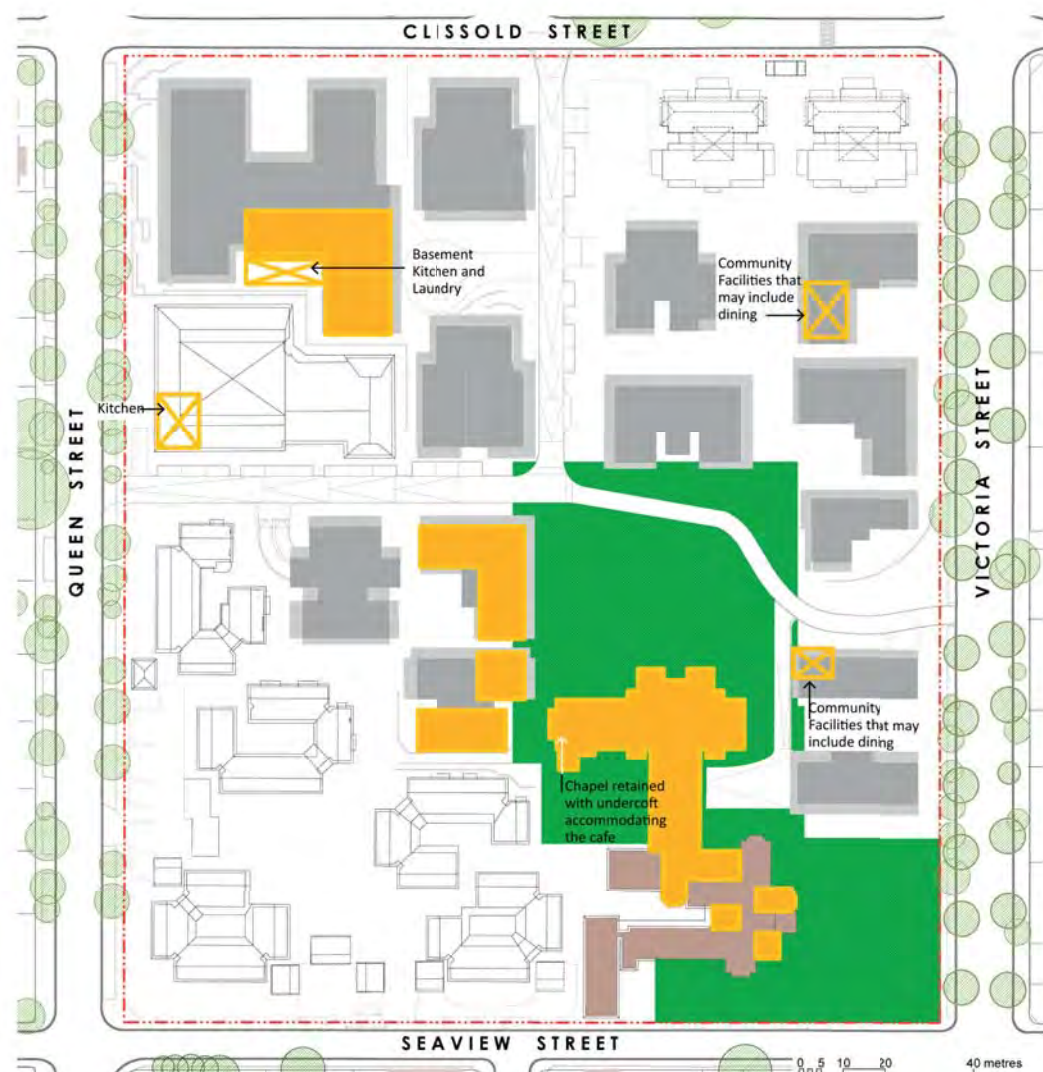 CLISSOLD STREET
Basement
Kitchen and
Laundry
Community
Facilities that
may include
dining
Kitchen
QUEEN STREET
VICTORIA STREET
Community
Facilities that may
include dining
Chapel retained
with undercoft
accommodating
the cafe
SEAVIEW STREET
0 5 10 20 40 metres